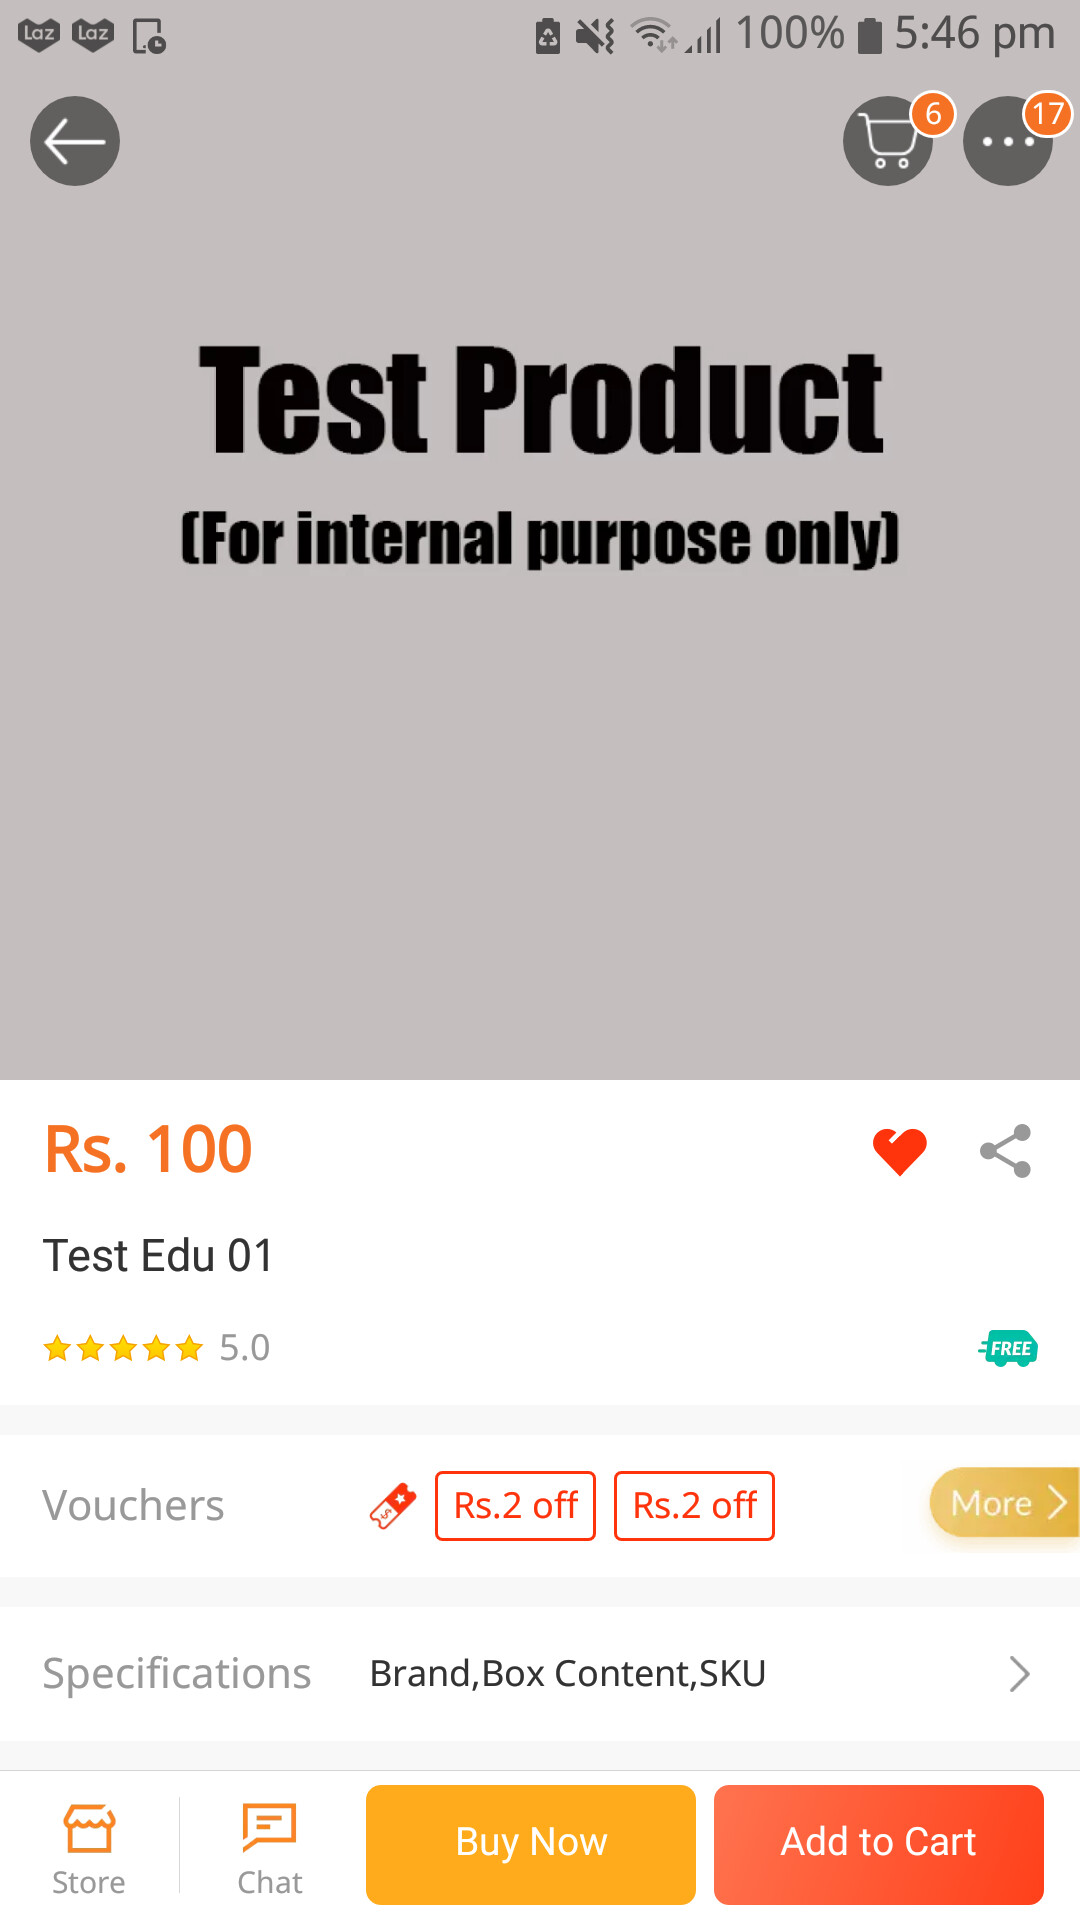 Laz Laz 100% 5:46 pm
6 17
Test Product
(For internal purpose only)
Rs. 100
Test Edu 01
5.0 FREE
Vouchers $ Rs.2 off Rs.2 off More
Specifications Brand,Box Content,SKU
Store Chat Buy Now Add to Cart